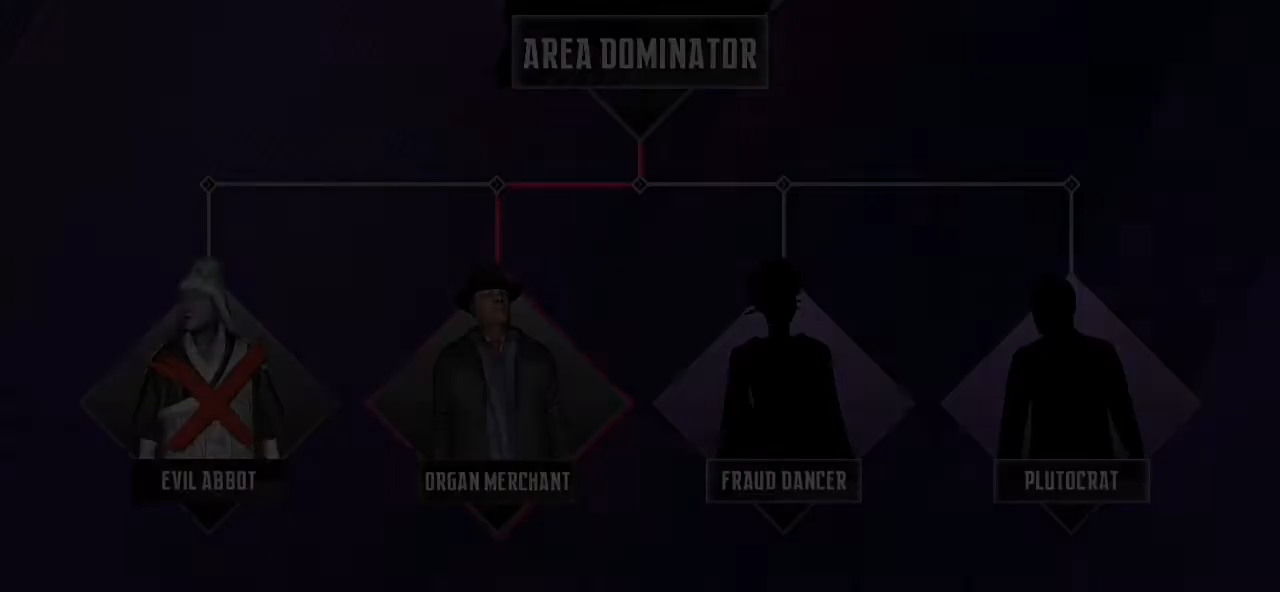 AREA DOMINATOR
EVIL ABBOT
ORGAN MERCHANT
FRAUD DANCER
PLUTOCRAT